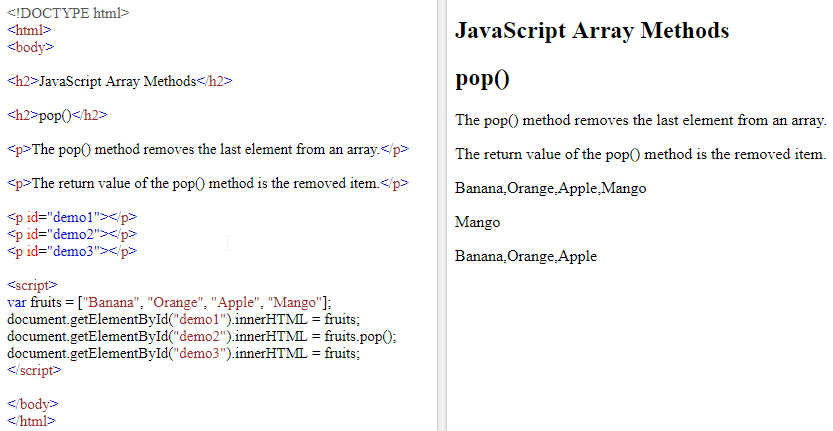 <!DOCTYPE html>
<html>
<body>
<h2>JavaScript Array Methods</h2>
<h2>pop()</h2>
<p>The pop() method removes the last element from an array.</p>
<p>The return value of the pop() method is the removed item.</p>
<p id="demo1"></p>
<p id="demo2"></p>
<p id="demo3"></p>
<script>
var fruits = ["Banana", "Orange", "Apple", "Mango"];
document.getElementById("demo1").innerHTML = fruits;
document.getElementById("demo2").innerHTML = fruits.pop();
document.getElementById("demo3").innerHTML = fruits;
</script>
</body>
</html>
JavaScript Array Methods
pop()
The pop() method removes the last element from an array.
The return value of the pop() method is the removed item.
Banana,Orange,Apple,Mango
Mango
Banana,Orange,Apple